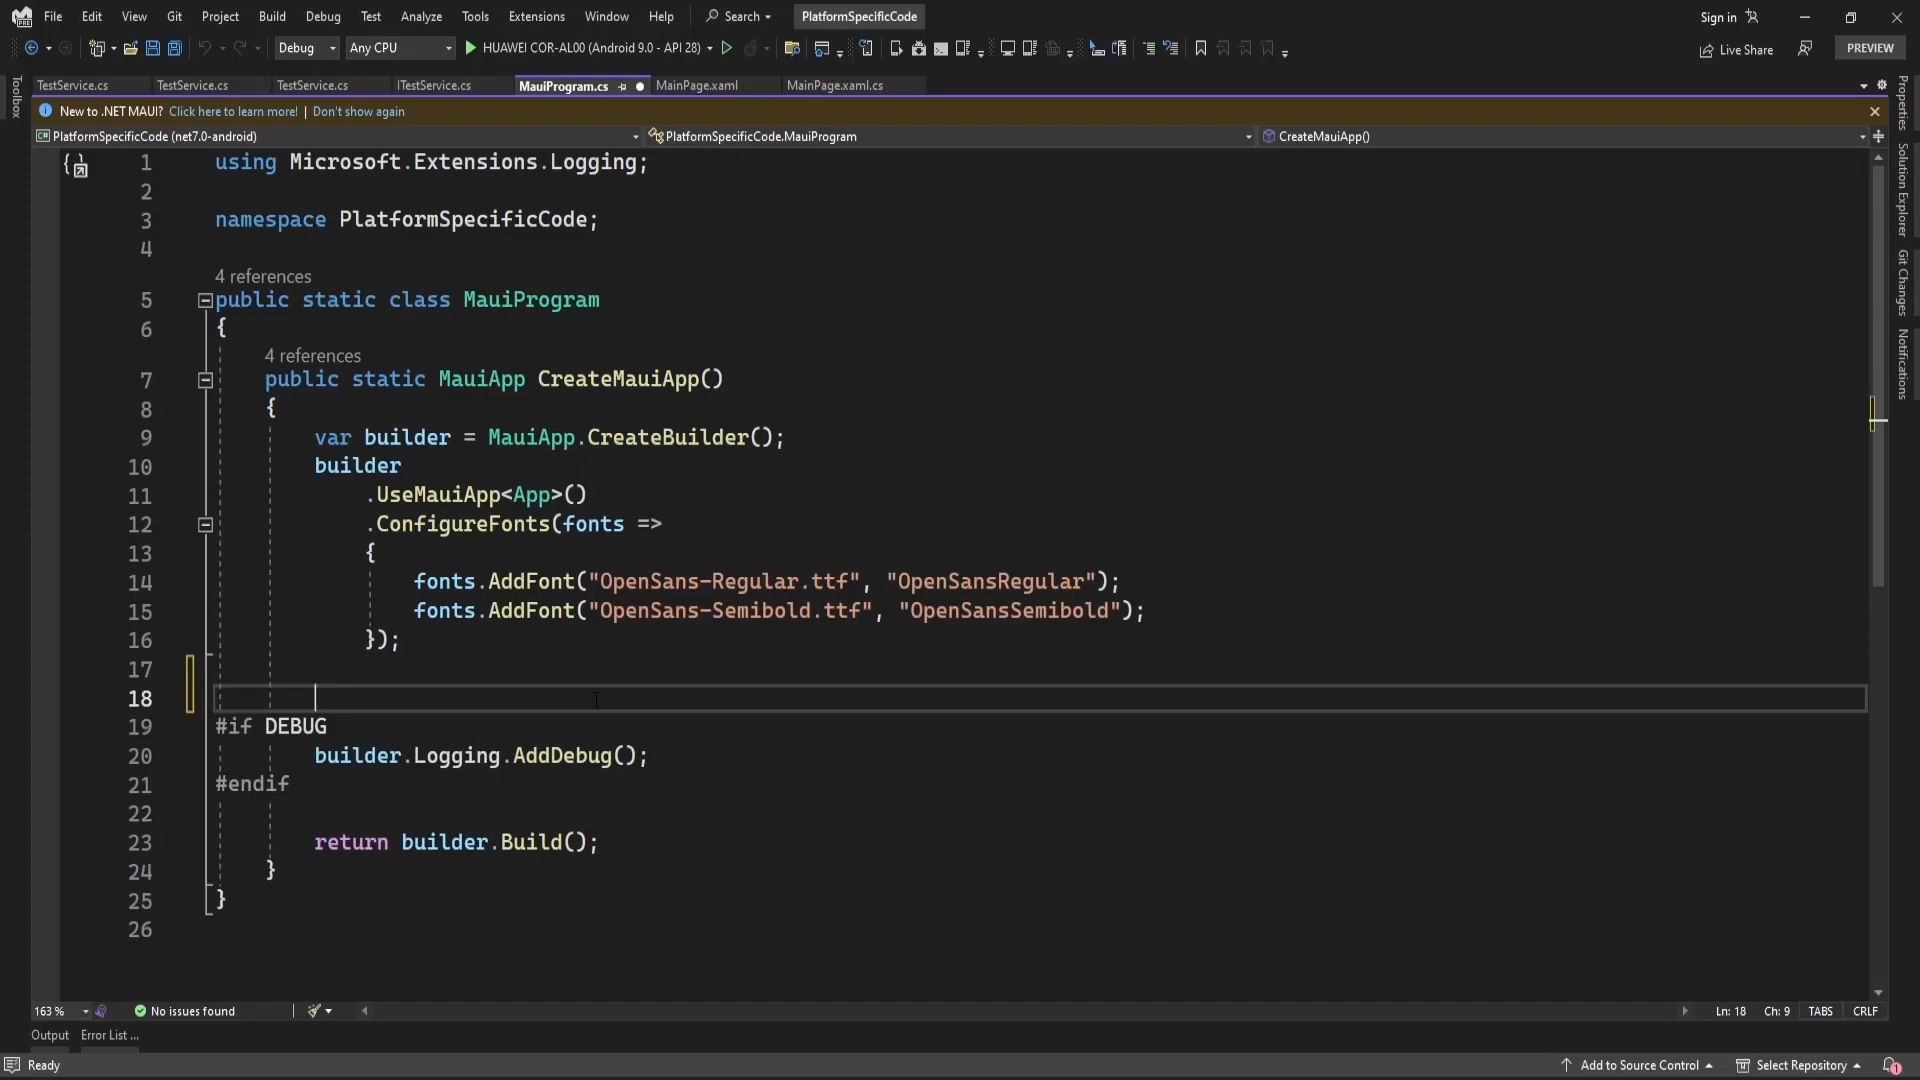 File Edit View Git Project Build Debug Test Analyze Tools Extensions Window Help Search PlatformSpecificCode Sign in
Debug Any CPU HUAWEI COR-AL00 (Android 9.0 - API 28) Live Share PREVIEW
TestService.cs TestService.cs TestService.cs ITestService.cs MauiProgram.cs MainPage.xaml MainPage.xaml.cs
New to .NET MAUI? Click here to learn more! | Don't show again
PlatformSpecificCode (net7.0-android) PlatformSpecificCode.MauiProgram CreateMauiApp()
1 using Microsoft.Extensions.Logging;
2
3 namespace PlatformSpecificCode;
4
4 references
5 public static class MauiProgram
6 {
4 references
7 public static MauiApp CreateMauiApp()
8 {
9 var builder = MauiApp.CreateBuilder();
10 builder
11 .UseMauiApp<App>()
12 .ConfigureFonts(fonts =>
13 {
14 fonts.AddFont("OpenSans-Regular.ttf", "OpenSansRegular");
15 fonts.AddFont("OpenSans-Semibold.ttf", "OpenSansSemibold");
16 });
17
18
19 #if DEBUG
20 builder.Logging.AddDebug();
21 #endif
22
23 return builder.Build();
24 }
25 }
26
Toolbox
Properties
Solution Explorer
Git Changes
Notifications
163 % No issues found Ln: 18 Ch: 9 TABS CRLF
Output Error List ...
Ready Add to Source Control Select Repository 1